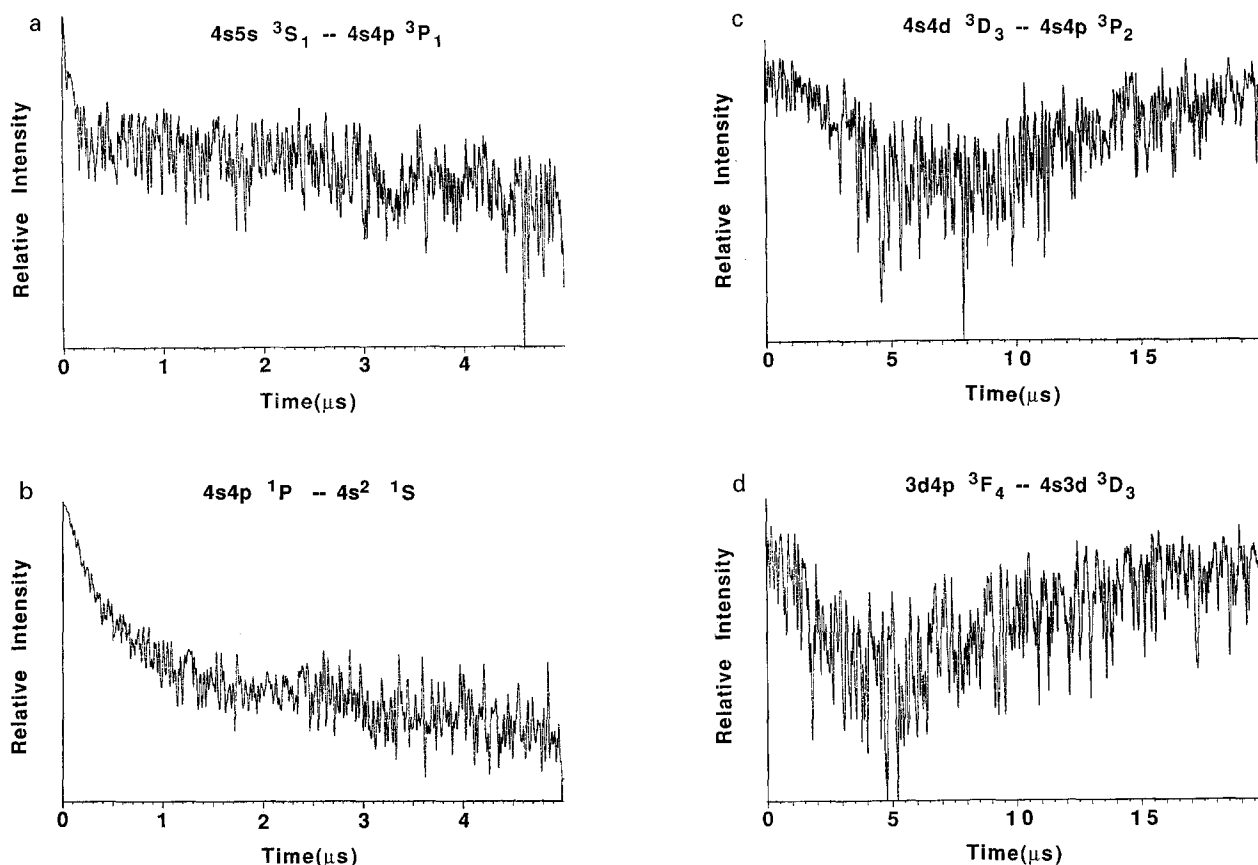 a
4s5s ³S₁ -- 4s4p ³P₁
Relative Intensity
0 1 2 3 4
Time(μs)
b
4s4p ¹P -- 4s² ¹S
Relative Intensity
0 1 2 3 4
Time(μs)
c
4s4d ³D₃ -- 4s4p ³P₂
Relative Intensity
0 5 10 15
Time(μs)
d
3d4p ³F₄ -- 4s3d ³D₃
Relative Intensity
0 5 10 15
Time(μs)